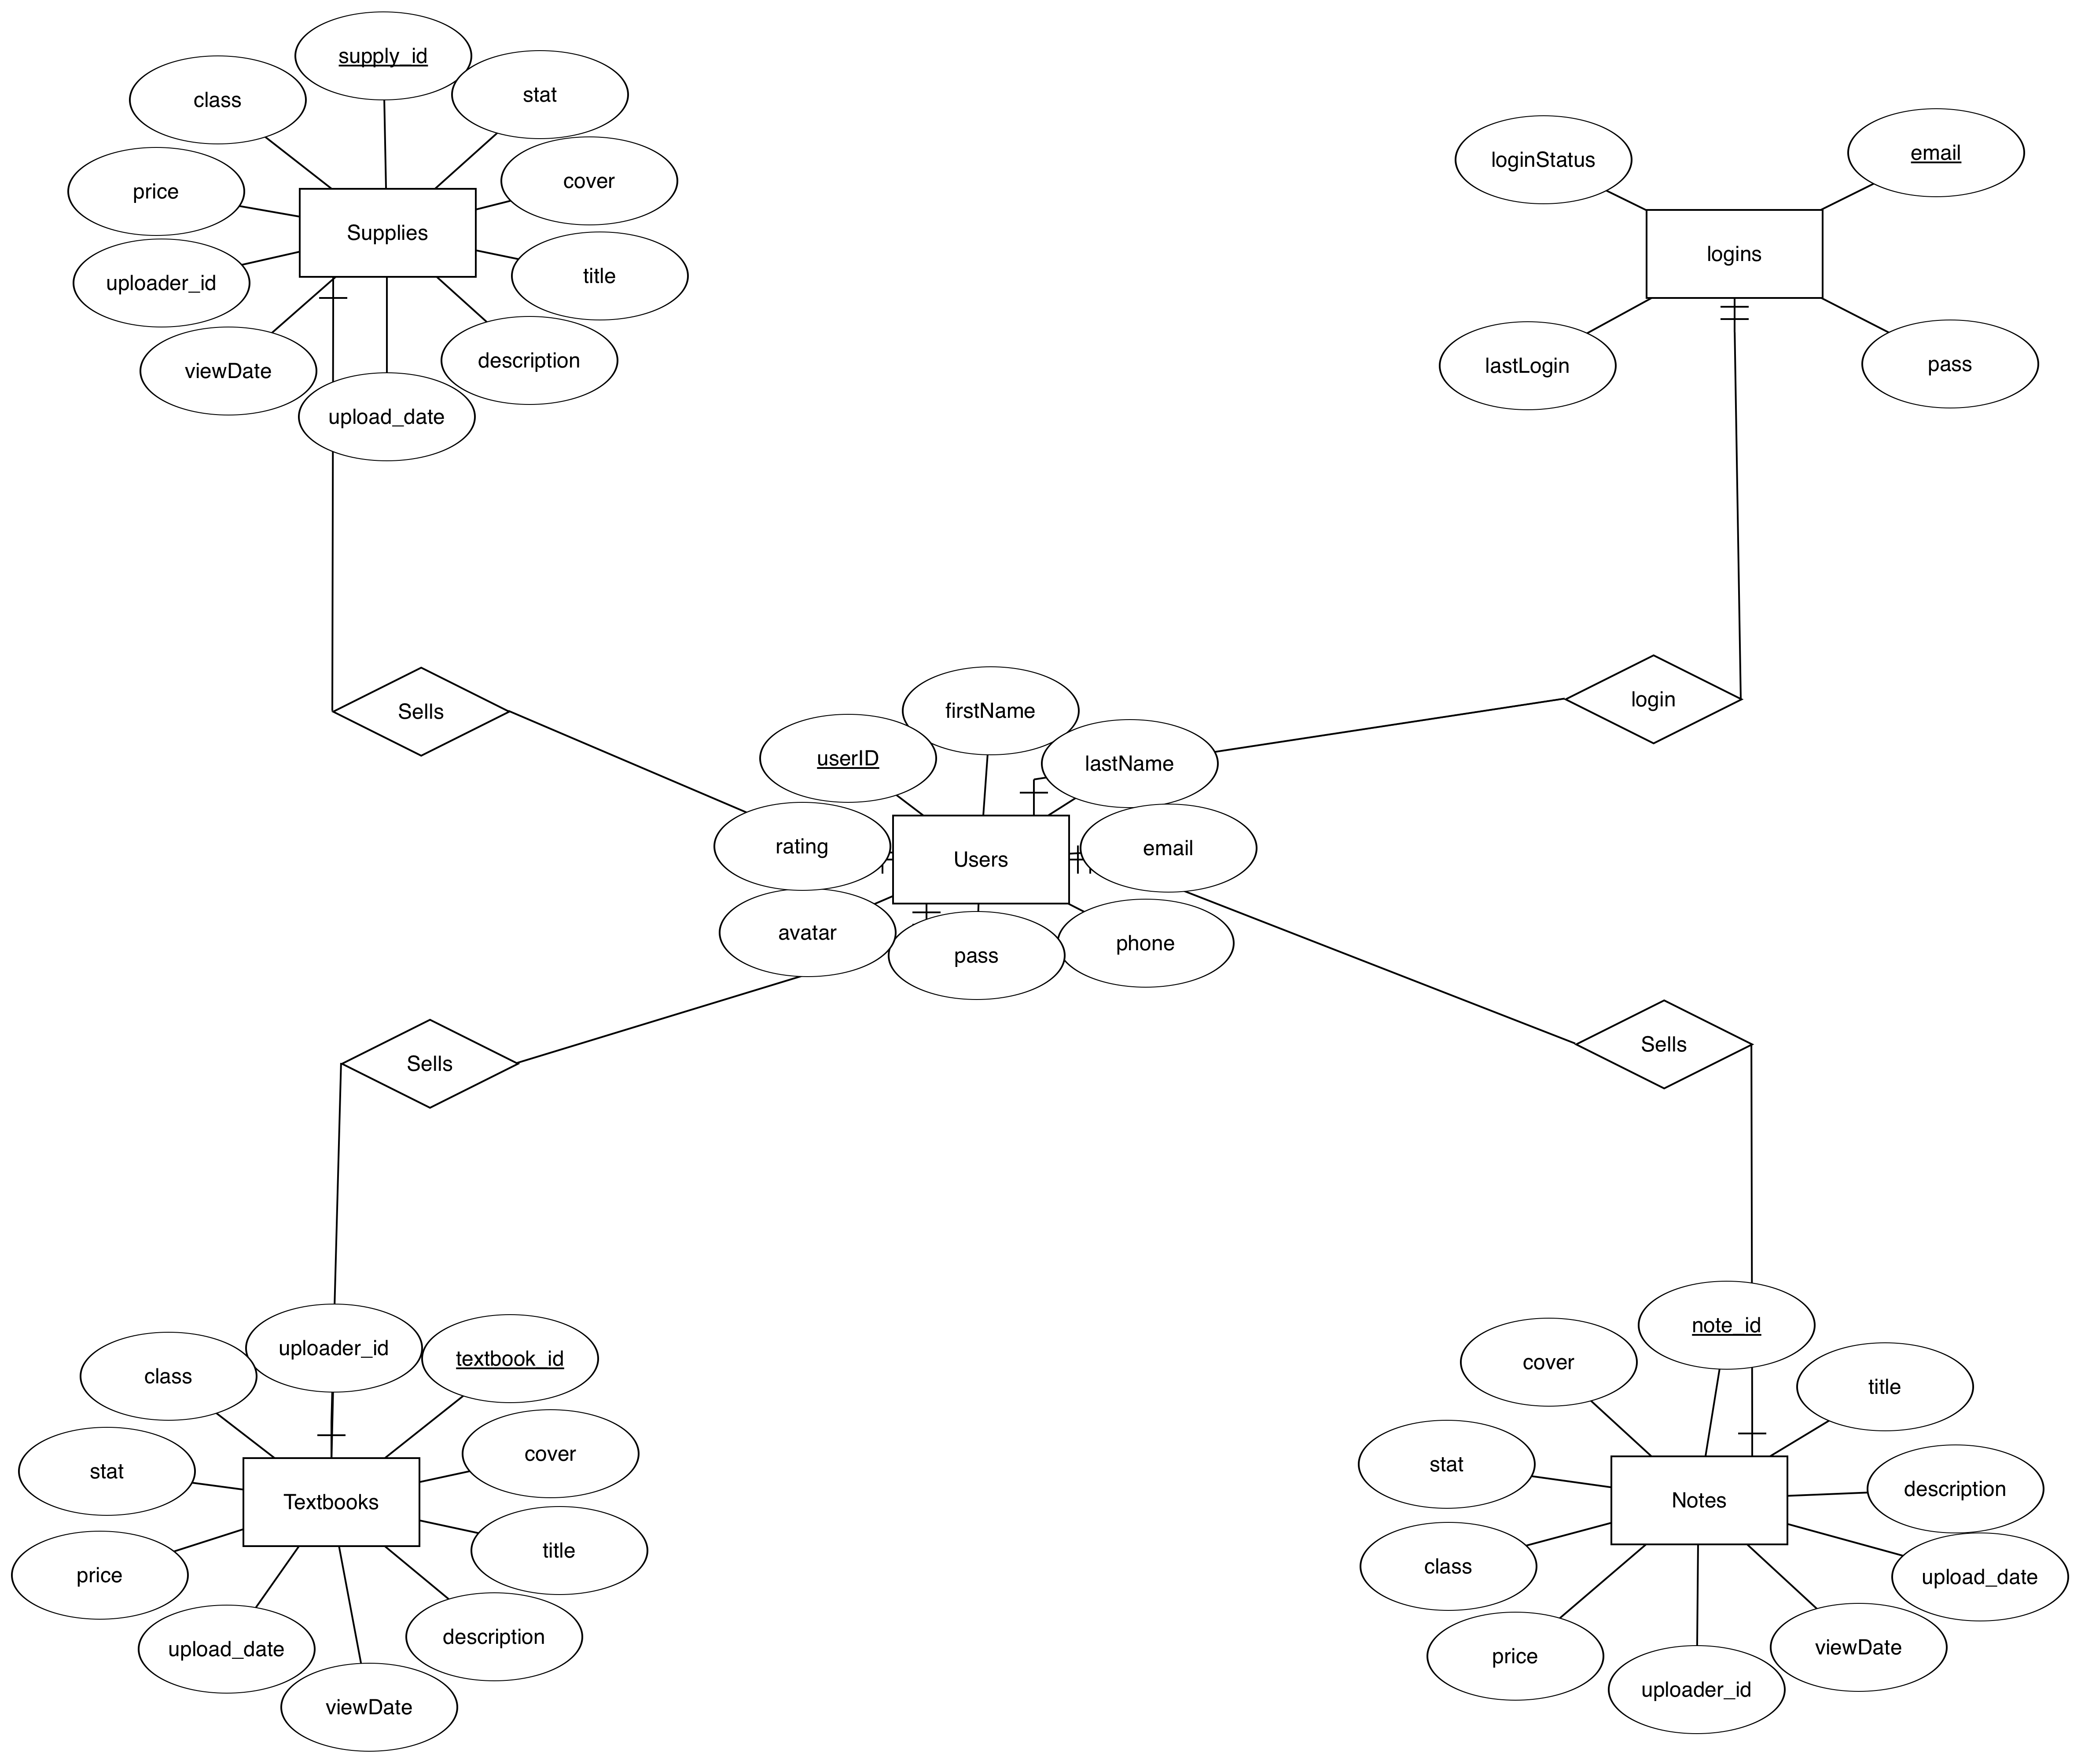 supply_id
class
stat
cover
price
Supplies
uploader_id
title
viewDate
description
upload_date
loginStatus
email
logins
lastLogin
pass
Sells
login
firstName
userID
lastName
rating
Users
email
avatar
pass
phone
Sells
Sells
uploader_id
textbook_id
class
cover
stat
Textbooks
title
price
upload_date
description
viewDate
note_id
cover
title
stat
Notes
description
class
upload_date
price
uploader_id
viewDate